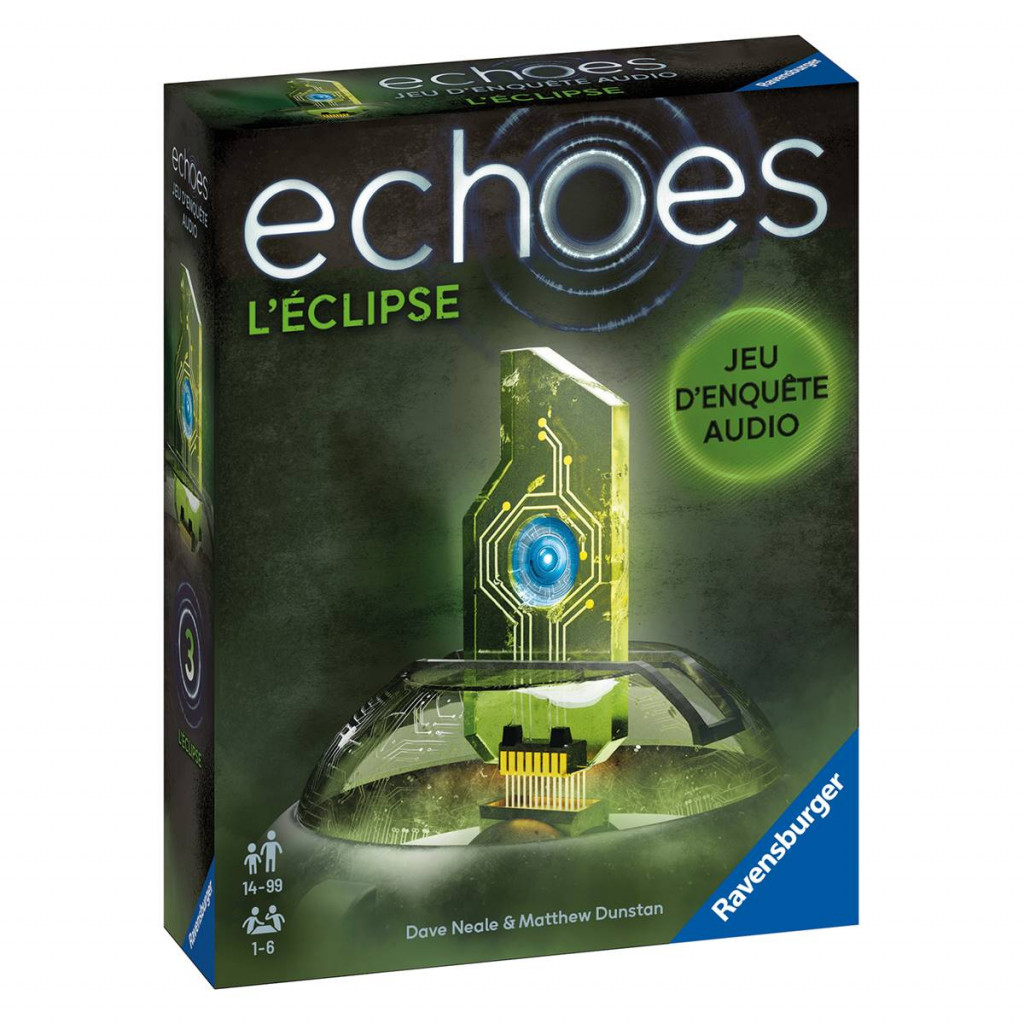 echoes
JEU D'ENQUÊTE AUDIO
L'ÉCLIPSE
Ravensburger
echoes
JEU D'ENQUÊTE
AUDIO
3
L'ÉCLIPSE
Ravensburger
echoes
L'ÉCLIPSE
JEU
D'ENQUÊTE
AUDIO
14-99
1-6
Dave Neale & Matthew Dunstan
Ravensburger